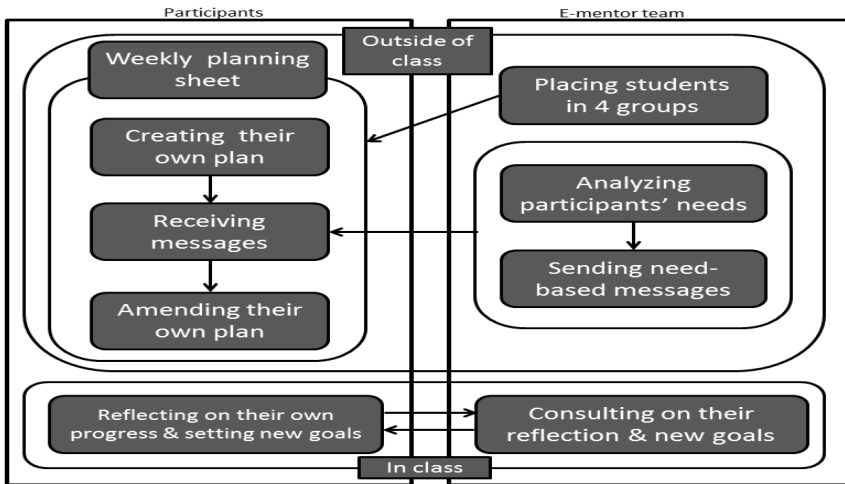 Participants
E-mentor team
Outside of
class
Weekly planning
sheet
Placing students
in 4 groups
Creating their
own plan
Analyzing
participants’ needs
Receiving
messages
Sending need-
based messages
Amending their
own plan
Reflecting on their own
progress & setting new goals
Consulting on their
reflection & new goals
In class